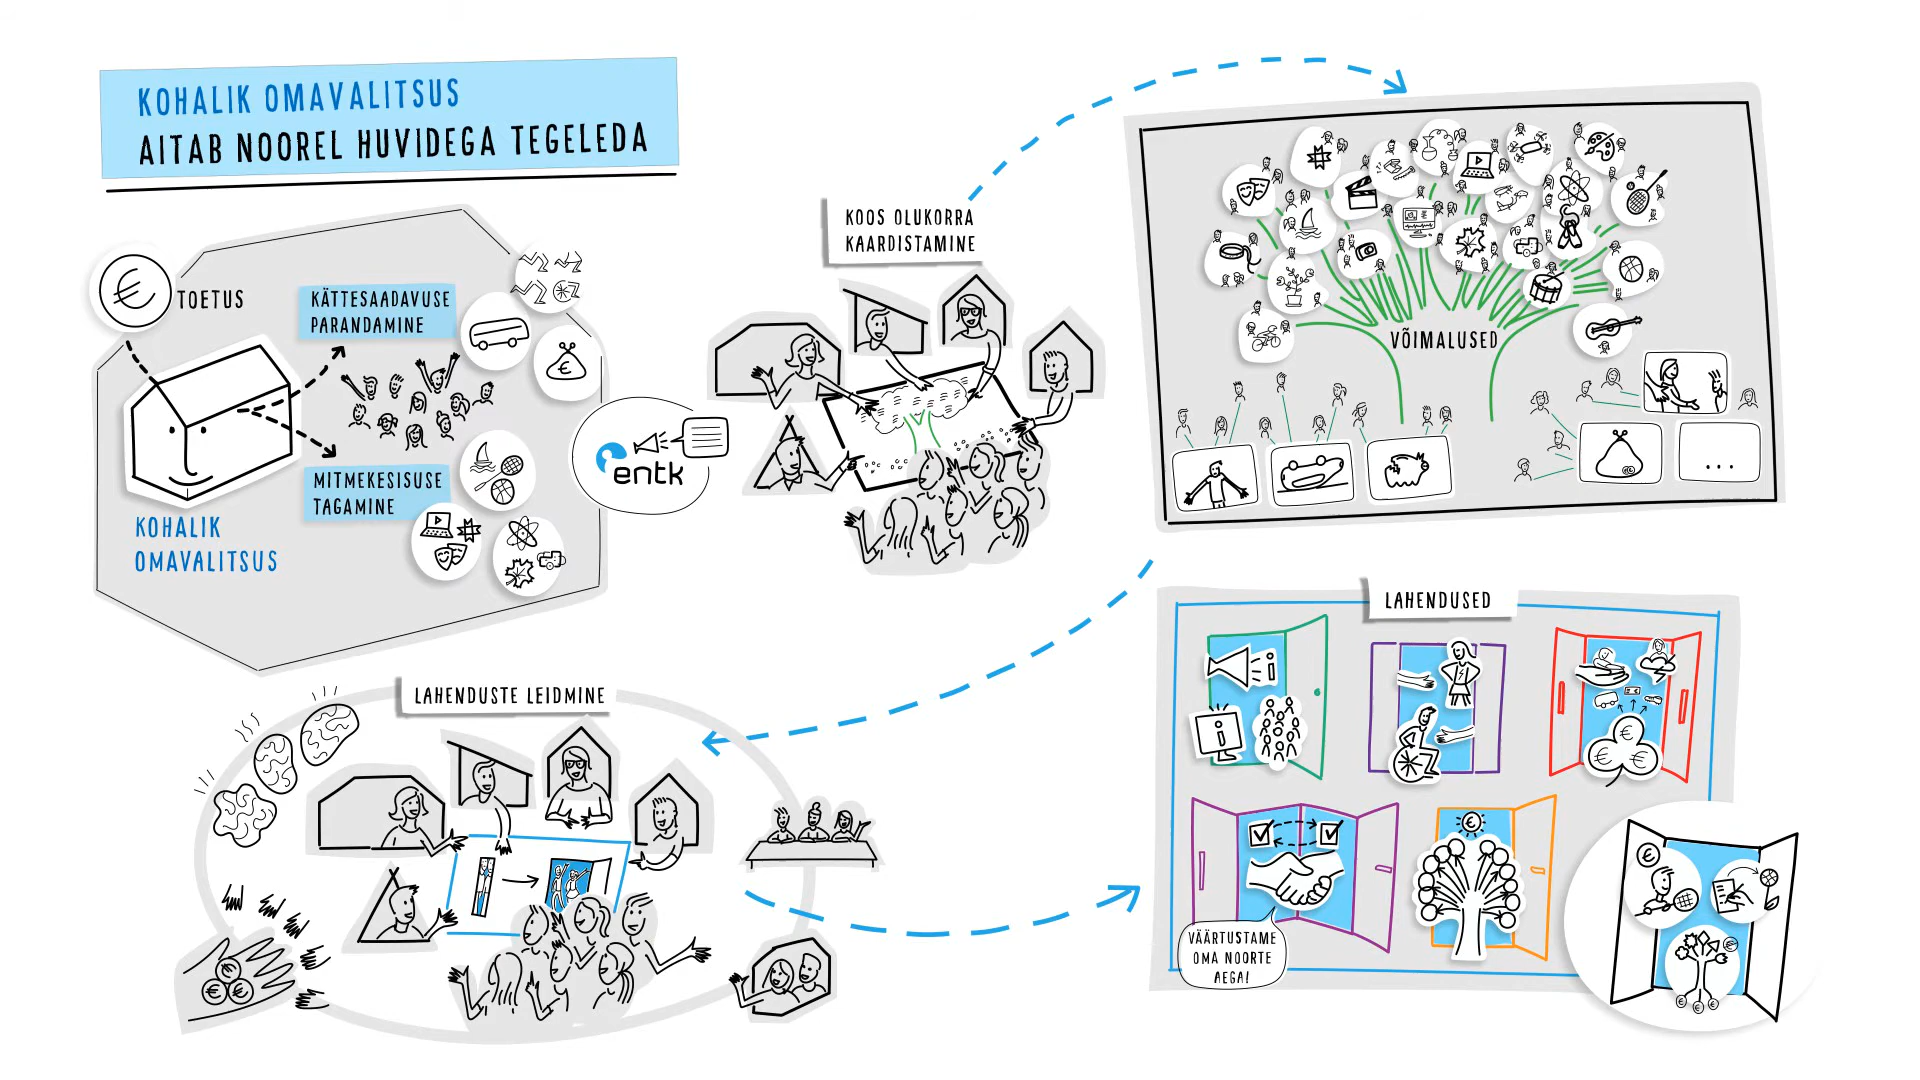 KOHALIK OMAVALITSUS
AITAB NOOREL HUVIDEGA TEGELEDA
€
TOETUS
KÄTTESAADAVUSE
PARANDAMINE
€
MITMEKESISUSE
TAGAMINE
KOHALIK
OMAVALITSUS
entk
KOOS OLUKORRA
KAARDISTAMINE
€
VÕIMALUSED
...
LAHENDUSTE LEIDMINE
€
€ €
LAHENDUSED
i
i
€
€ €
€
VÄÄRTUSTAME
OMA NOORTE
AEGA!
€
€
€ € €